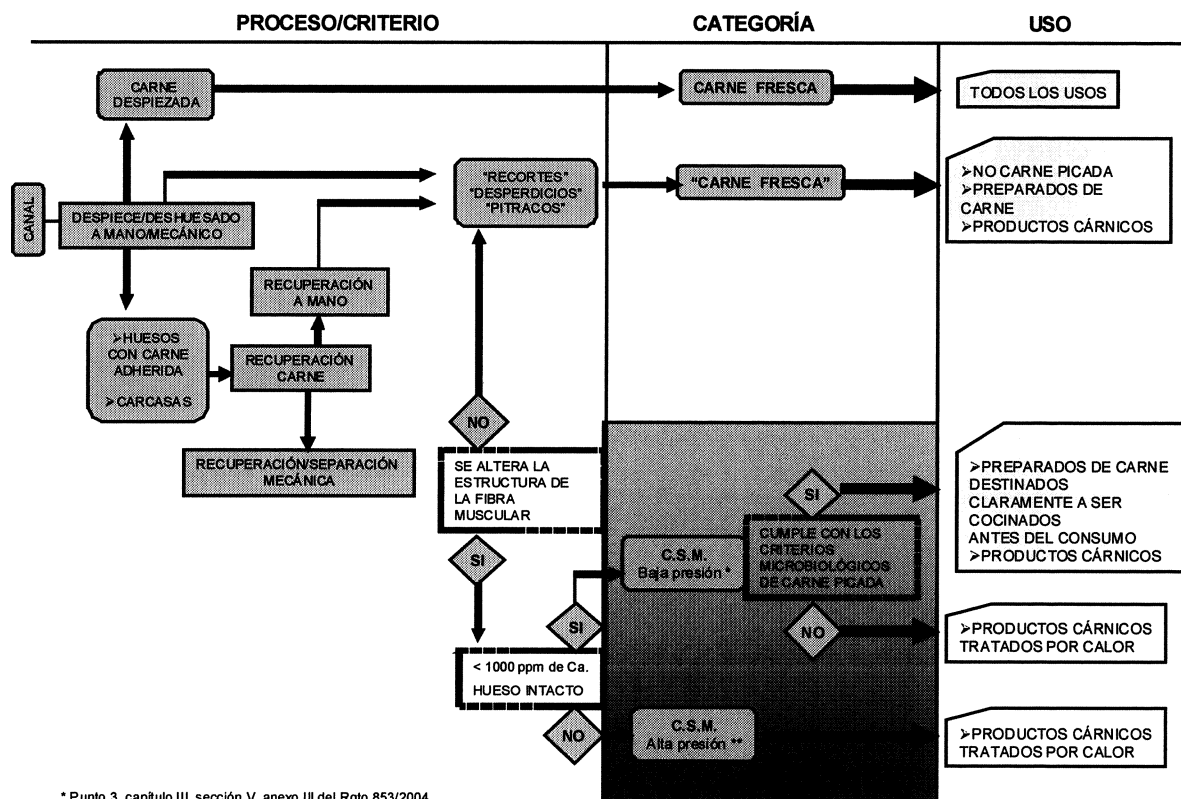 PROCESO/CRITERIO
CATEGORÍA
USO
CARNE
DESPIEZADA
CARNE FRESCA
TODOS LOS USOS
CANAL
DESPIECE/DESHUESADO
A MANO/MECÁNICO
"RECORTES"
"DESPERDICIOS"
"PITRACOS"
"CARNE FRESCA"
➢NO CARNE PICADA
➢PREPARADOS DE
CARNE
➢PRODUCTOS CÁRNICOS
RECUPERACIÓN
A MANO
➢HUESOS
CON CARNE
ADHERIDA
➢CARCASAS
RECUPERACIÓN
CARNE
RECUPERACIÓN/SEPARACIÓN
MECÁNICA
NO
SE ALTERA LA
ESTRUCTURA DE
LA FIBRA
MUSCULAR
SI
SI
< 1000 ppm de Ca.
HUESO INTACTO
NO
C.S.M.
Baja presión *
SI
CUMPLE CON LOS
CRITERIOS
MICROBIOLÓGICOS
DE CARNE PICADA
NO
➢PREPARADOS DE CARNE
DESTINADOS
CLARAMENTE A SER
COCINADOS
ANTES DEL CONSUMO
➢PRODUCTOS CÁRNICOS
➢PRODUCTOS CÁRNICOS
TRATADOS POR CALOR
C.S.M.
Alta presión **
➢PRODUCTOS CÁRNICOS
TRATADOS POR CALOR
* Punto 3, capítulo III, sección V, anexo III del Rgto 853/2004